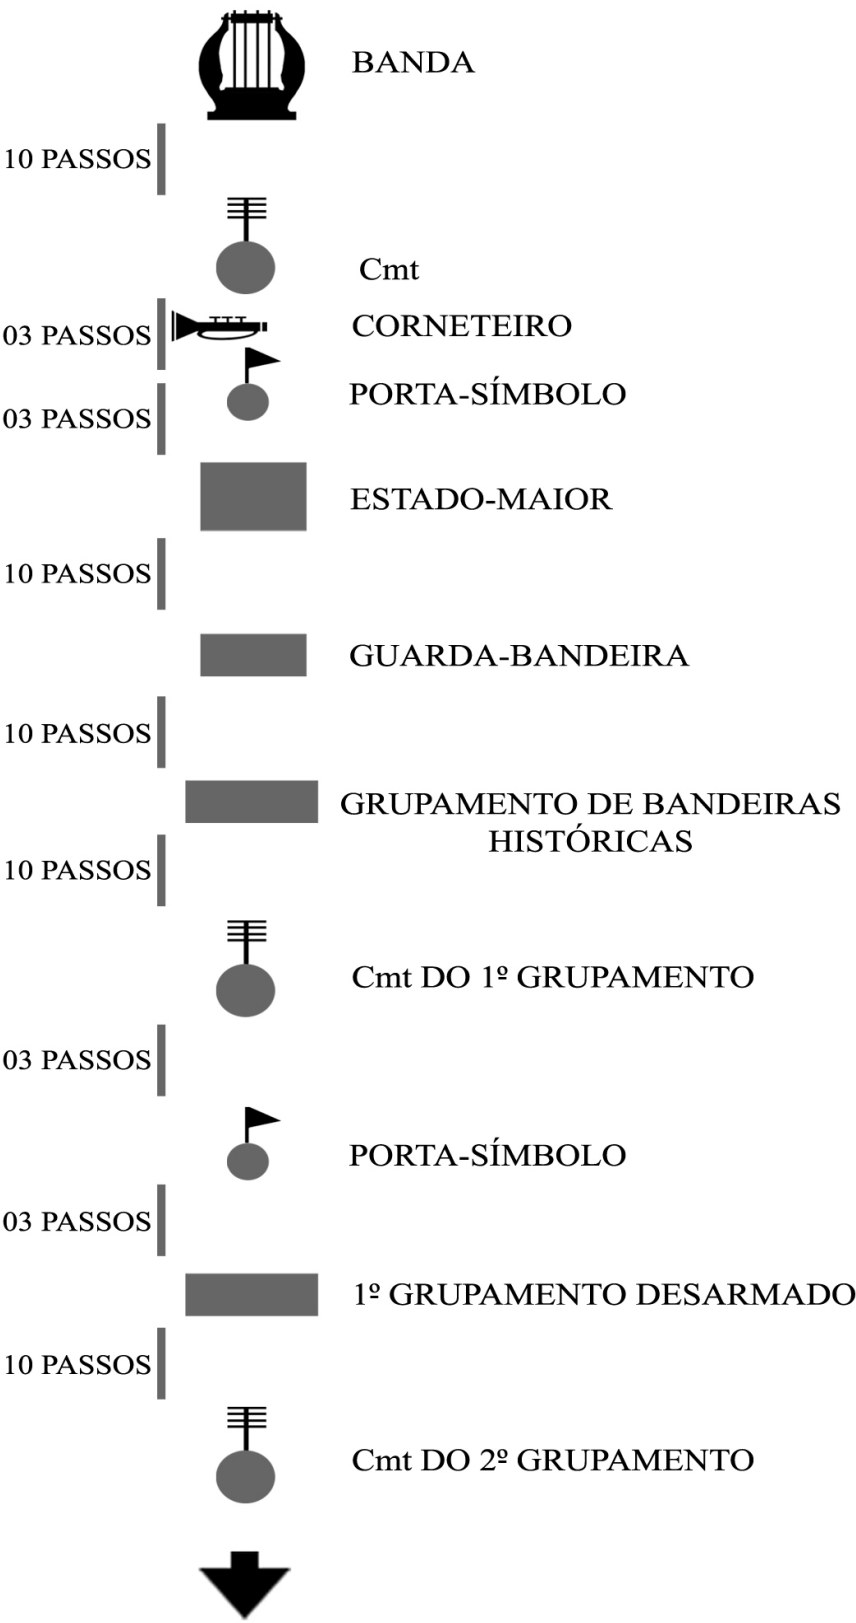 BANDA
10 PASSOS
Cmt
03 PASSOS
CORNETEIRO
PORTA-SÍMBOLO
03 PASSOS
ESTADO-MAIOR
10 PASSOS
GUARDA-BANDEIRA
10 PASSOS
GRUPAMENTO DE BANDEIRAS
HISTÓRICAS
10 PASSOS
Cmt DO 1º GRUPAMENTO
03 PASSOS
PORTA-SÍMBOLO
03 PASSOS
1º GRUPAMENTO DESARMADO
10 PASSOS
Cmt DO 2º GRUPAMENTO